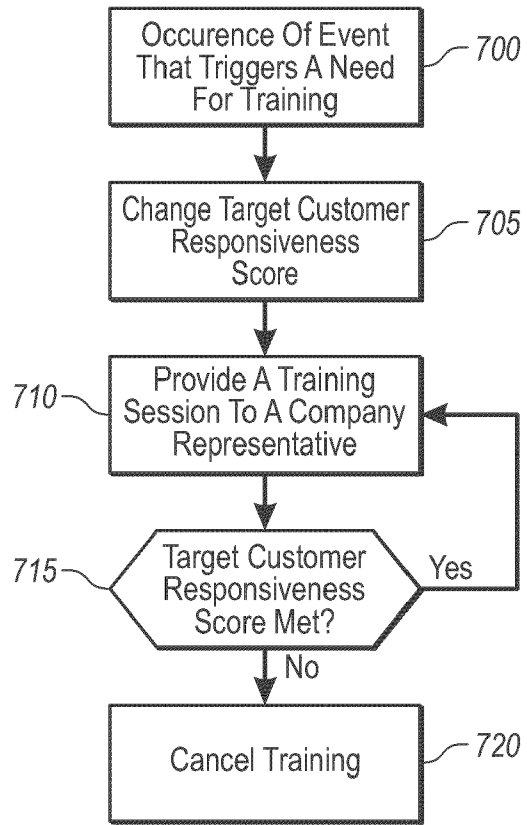 Occurence Of Event
That Triggers A Need
For Training
700
Change Target Customer
Responsiveness
Score
705
710
Provide A Training
Session To A Company
Representative
715
Target Customer
Responsiveness
Score Met?
Yes
No
Cancel Training
720